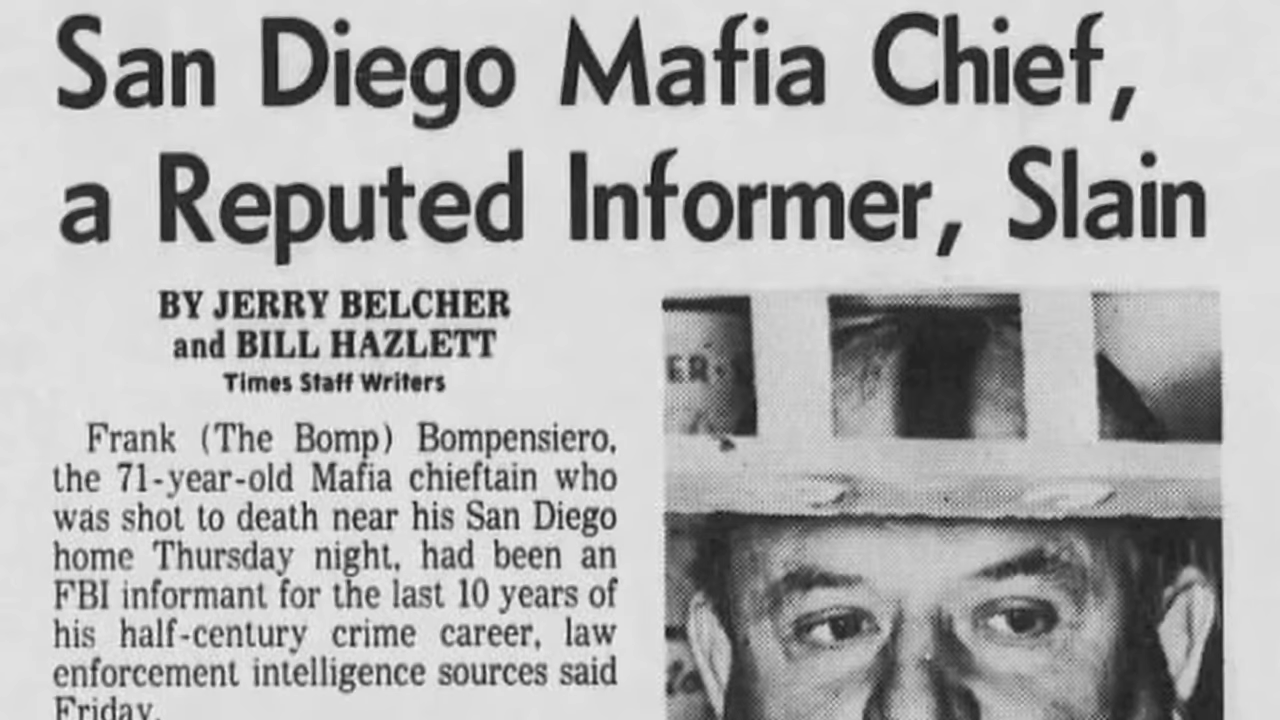 San Diego Mafia Chief,
a Reputed Informer, Slain
BY JERRY BELCHER
and BILL HAZLETT
Times Staff Writers
Frank (The Bomp) Bompensiero,
the 71-year-old Mafia chieftain who
was shot to death near his San Diego
home Thursday night, had been an
FBI informant for the last 10 years of
his half-century crime career, law
enforcement intelligence sources said
Friday.